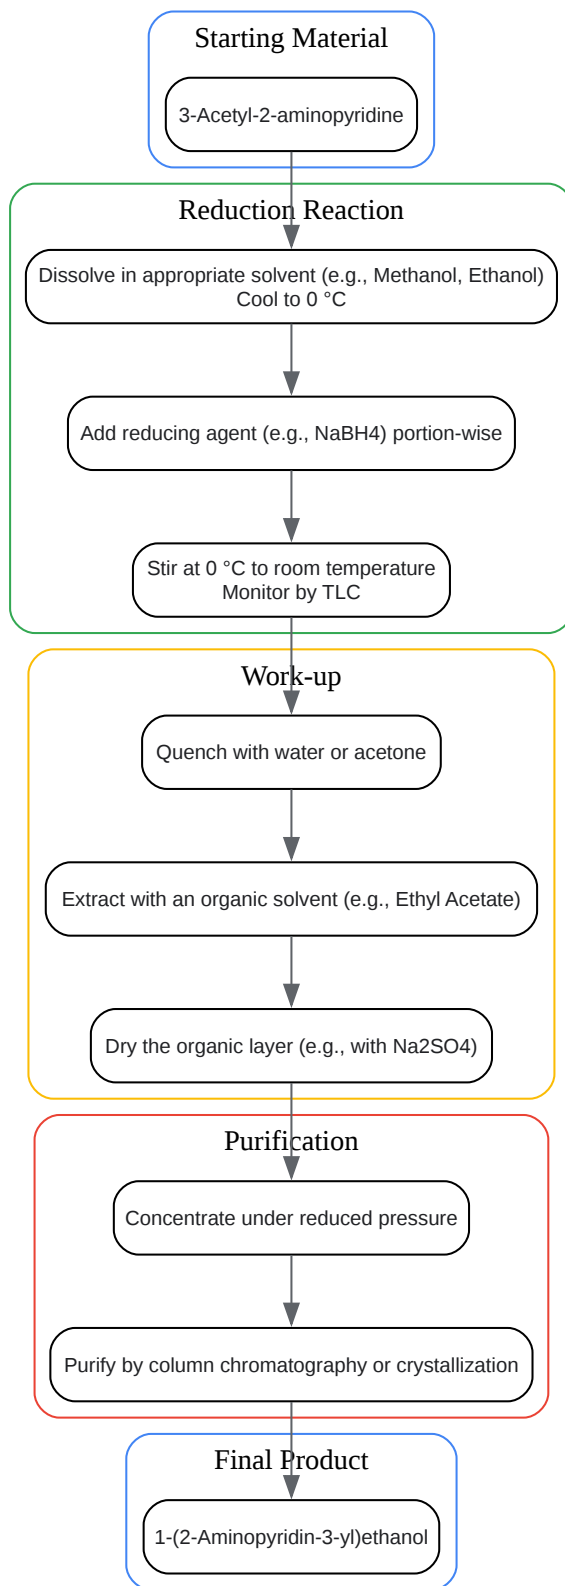 Starting Material
3-Acetyl-2-aminopyridine
Reduction Reaction
Dissolve in appropriate solvent (e.g., Methanol, Ethanol)
Cool to 0 °C
Add reducing agent (e.g., NaBH4) portion-wise
Stir at 0 °C to room temperature
Monitor by TLC
Work-up
Quench with water or acetone
Extract with an organic solvent (e.g., Ethyl Acetate)
Dry the organic layer (e.g., with Na2SO4)
Purification
Concentrate under reduced pressure
Purify by column chromatography or crystallization
Final Product
1-(2-Aminopyridin-3-yl)ethanol